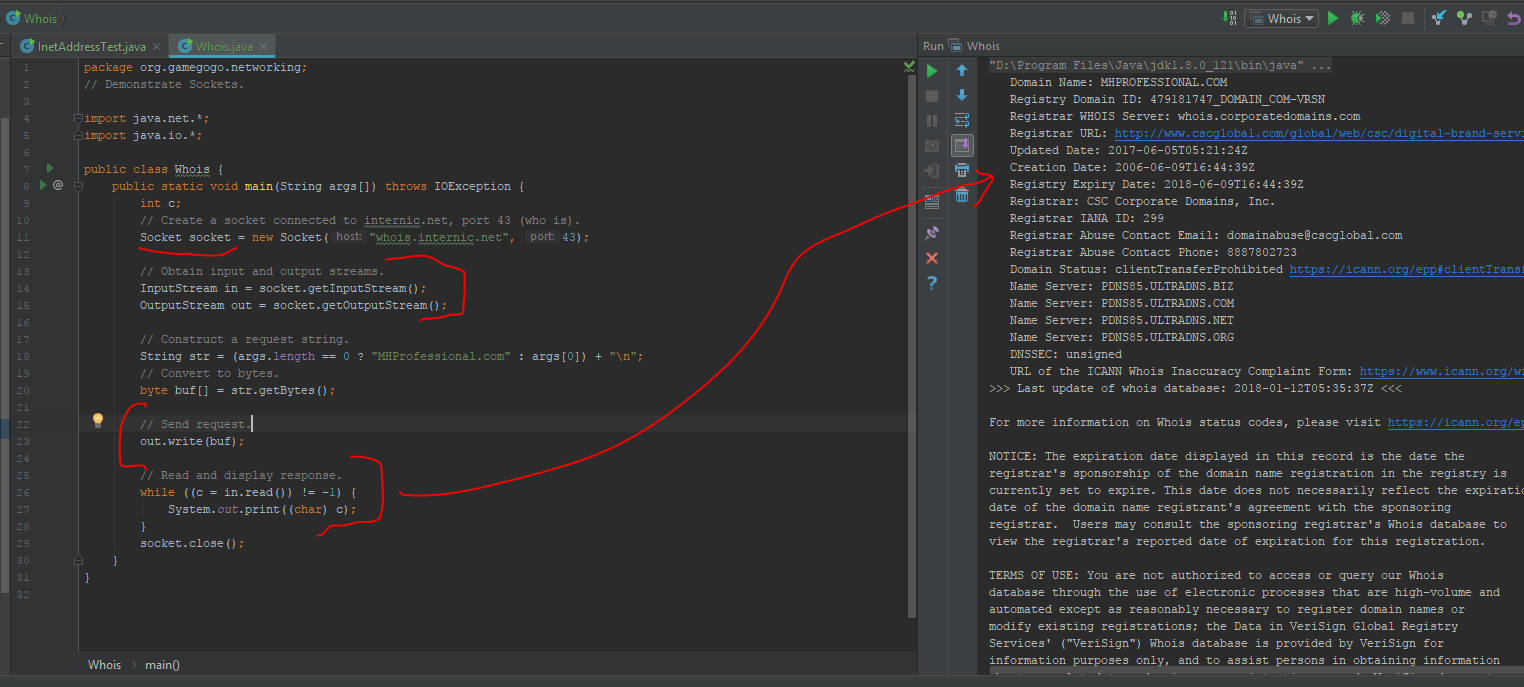 Whois
Whois
InetAddressTest.java
Whois.java
Run Whois
1 package org.gamegogo.networking;
2 // Demonstrate Sockets.
3
4 import java.net.*;
5 import java.io.*;
6
7 public class Whois {
8 @ public static void main(String args[]) throws IOException {
9 int c;
10 // Create a socket connected to internic.net, port 43 (who is).
11 Socket socket = new Socket( host: "whois.internic.net", port: 43);
12
13 // Obtain input and output streams.
14 InputStream in = socket.getInputStream();
15 OutputStream out = socket.getOutputStream();
16
17 // Construct a request string.
18 String str = (args.length == 0 ? "MHProfessional.com" : args[0]) + "\n";
19 // Convert to bytes.
20 byte buf[] = str.getBytes();
21
22 // Send request.
23 out.write(buf);
24
25 // Read and display response.
26 while ((c = in.read()) != -1) {
27 System.out.print((char) c);
28 }
29 socket.close();
30 }
31 }
32
Whois main()
"D:\Program Files\Java\jdk1.8.0_121\bin\java" ...
Domain Name: MHPROFESSIONAL.COM
Registry Domain ID: 479181747_DOMAIN_COM-VRSN
Registrar WHOIS Server: whois.corporatedomains.com
Registrar URL: http://www.cscglobal.com/global/web/csc/digital-brand-servi
Updated Date: 2017-06-05T05:21:24Z
Creation Date: 2006-06-09T16:44:39Z
Registry Expiry Date: 2018-06-09T16:44:39Z
Registrar: CSC Corporate Domains, Inc.
Registrar IANA ID: 299
Registrar Abuse Contact Email: domainabuse@cscglobal.com
Registrar Abuse Contact Phone: 8887802723
Domain Status: clientTransferProhibited https://icann.org/epp#clientTransf
Name Server: PDNS85.ULTRADNS.BIZ
Name Server: PDNS85.ULTRADNS.COM
Name Server: PDNS85.ULTRADNS.NET
Name Server: PDNS85.ULTRADNS.ORG
DNSSEC: unsigned
URL of the ICANN Whois Inaccuracy Complaint Form: https://www.icann.org/wi
>>> Last update of whois database: 2018-01-12T05:35:37Z <<<
For more information on Whois status codes, please visit https://icann.org/ep
NOTICE: The expiration date displayed in this record is the date the
registrar's sponsorship of the domain name registration in the registry is
currently set to expire. This date does not necessarily reflect the expiratio
date of the domain name registrant's agreement with the sponsoring
registrar. Users may consult the sponsoring registrar's Whois database to
view the registrar's reported date of expiration for this registration.
TERMS OF USE: You are not authorized to access or query our Whois
database through the use of electronic processes that are high-volume and
automated except as reasonably necessary to register domain names or
modify existing registrations; the Data in VeriSign Global Registry
Services' ("VeriSign") Whois database is provided by VeriSign for
information purposes only, and to assist persons in obtaining information